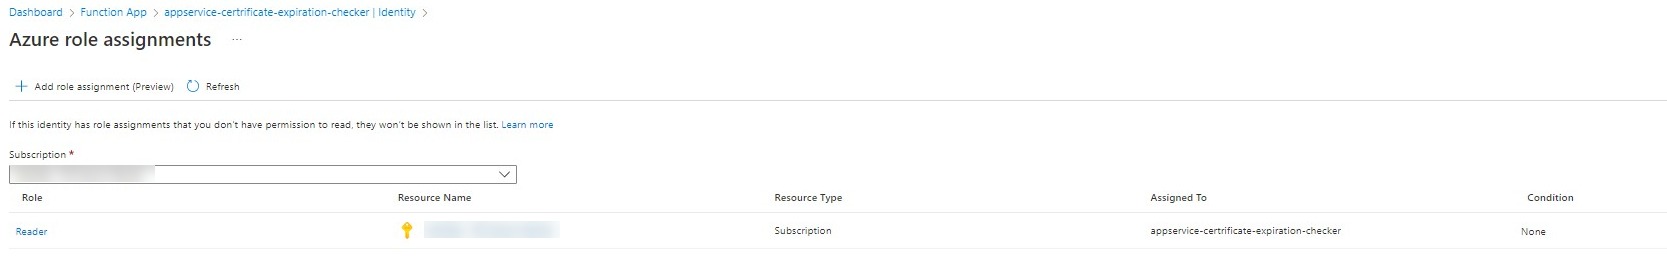 Dashboard > Function App > appservice-certrificate-expiration-checker | Identity >
Azure role assignments ...
+ Add role assignment (Preview) Refresh
If this identity has role assignments that you don't have permission to read, they won't be shown in the list. Learn more
Subscription *
Role Resource Name Resource Type Assigned To Condition
Reader Subscription appservice-certrificate-expiration-checker None